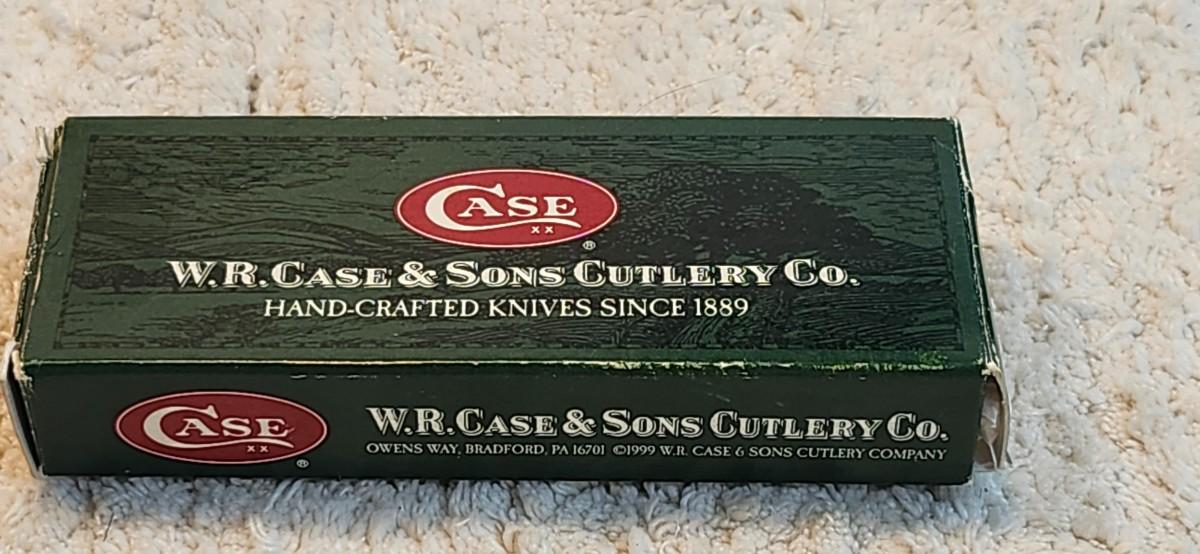 CASE
XX
®
W.R. CASE & SONS CUTLERY CO.
HAND-CRAFTED KNIVES SINCE 1889
CASE
XX
®
W.R. CASE & SONS CUTLERY CO.
OWENS WAY, BRADFORD, PA 16701 ©1999 W.R. CASE & SONS CUTLERY COMPANY